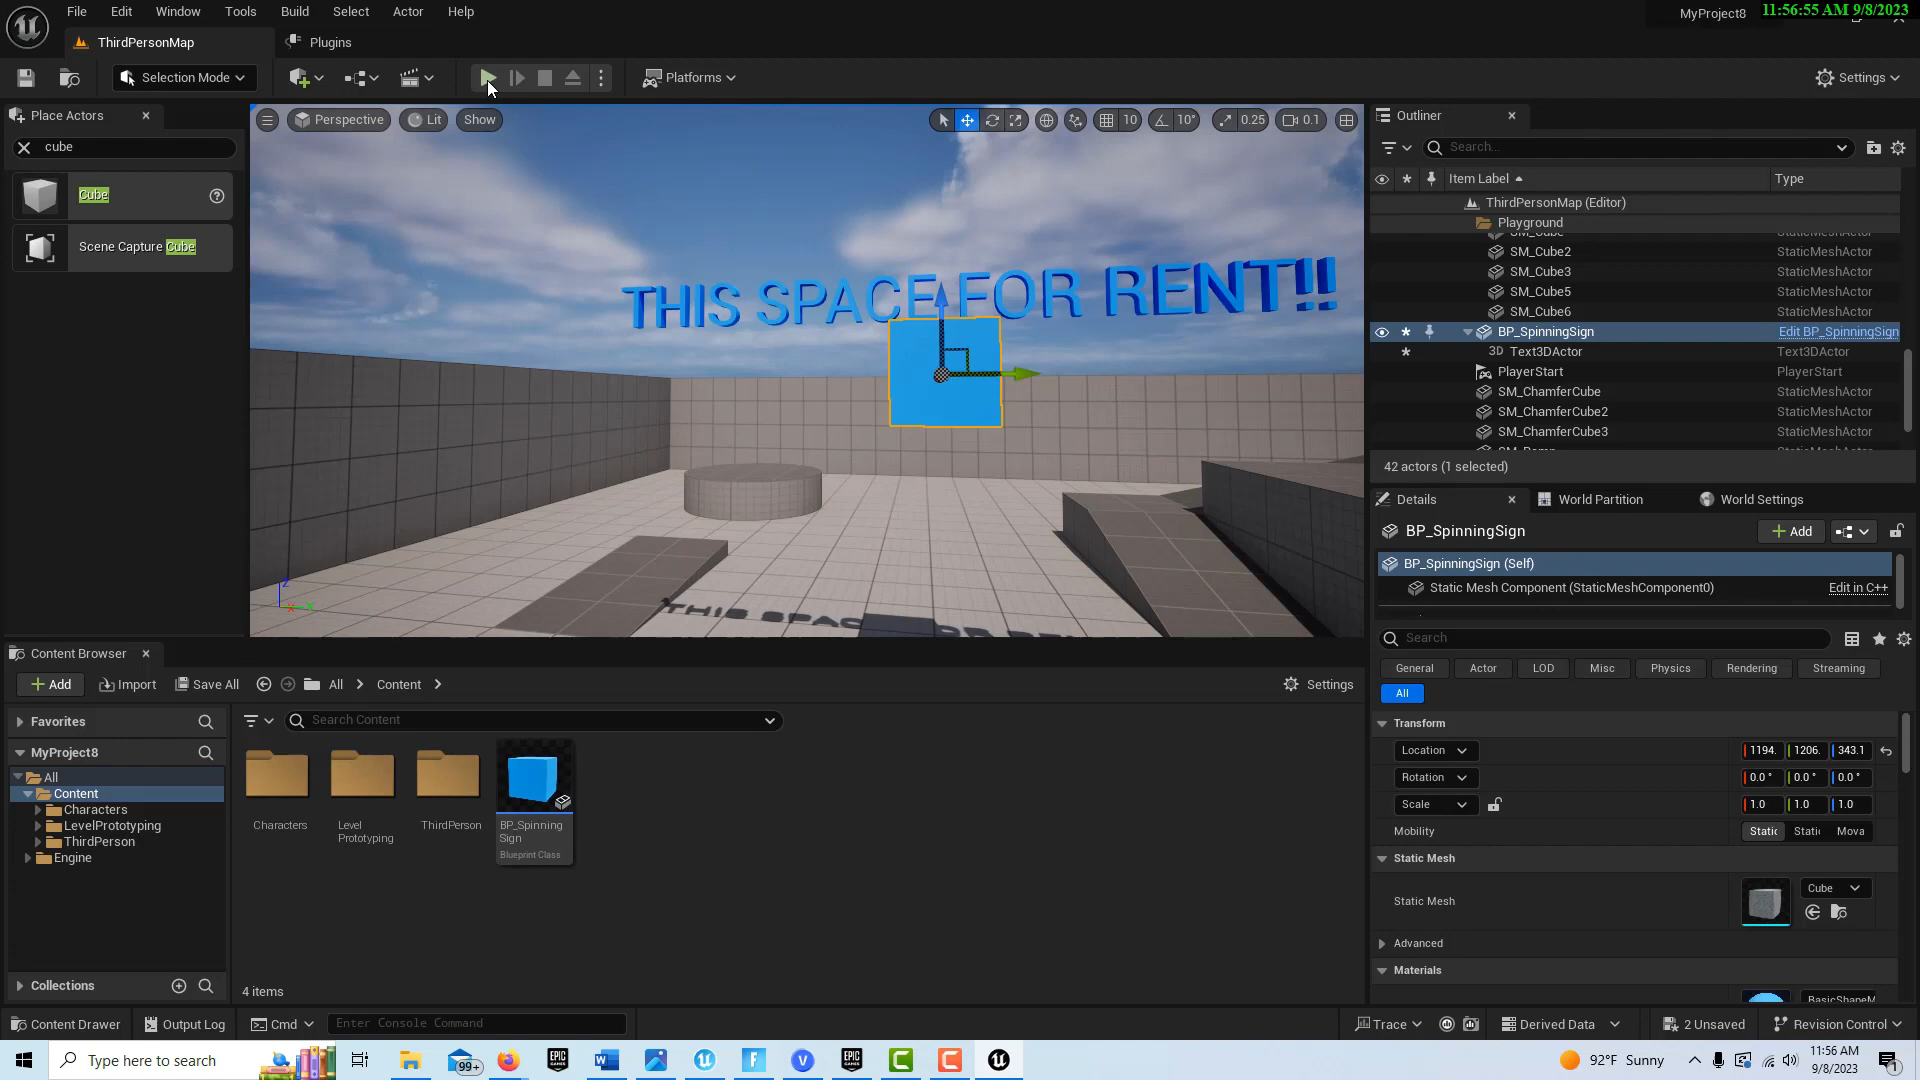 File Edit Window Tools Build Select Actor Help
MyProject8 11:56:55 AM 9/8/2023
ThirdPersonMap Plugins
Selection Mode Platforms Settings
Place Actors
cube
Cube
Scene Capture Cube
Perspective Lit Show 10 10° 0.25 0.1
THIS SPACE FOR RENT!!
THIS SPACE
Outliner
Search...
Item Label Type
ThirdPersonMap (Editor)
Playground
SM_Cube StaticMeshActor
SM_Cube2 StaticMeshActor
SM_Cube3 StaticMeshActor
SM_Cube5 StaticMeshActor
SM_Cube6 StaticMeshActor
BP_SpinningSign Edit BP_SpinningSign
3D Text3DActor Text3DActor
PlayerStart PlayerStart
SM_ChamferCube StaticMeshActor
SM_ChamferCube2 StaticMeshActor
SM_ChamferCube3 StaticMeshActor
42 actors (1 selected)
Details World Partition World Settings
BP_SpinningSign Add
BP_SpinningSign (Self)
Static Mesh Component (StaticMeshComponent0) Edit in C++
Search
General Actor LOD Misc Physics Rendering Streaming
All
Transform
Location 1194. 1206. 343.1
Rotation 0.0 ° 0.0 ° 0.0 °
Scale 1.0 1.0 1.0
Mobility Static Static Mova
Static Mesh
Static Mesh Cube
Advanced
Materials
BasicShapeM
Content Browser
Add Import Save All All Content Settings
Favorites
Search Content
MyProject8
All
Content
Characters
LevelPrototyping
ThirdPerson
Engine
Collections
Characters
Level
Prototyping
ThirdPerson
BP_Spinning
Sign
Blueprint Class
4 items
Content Drawer Output Log Cmd Enter Console Command Trace Derived Data 2 Unsaved Revision Control
Type here to search 99+ EPIC GAMES EPIC GAMES 92°F Sunny 11:56 AM
9/8/2023 1